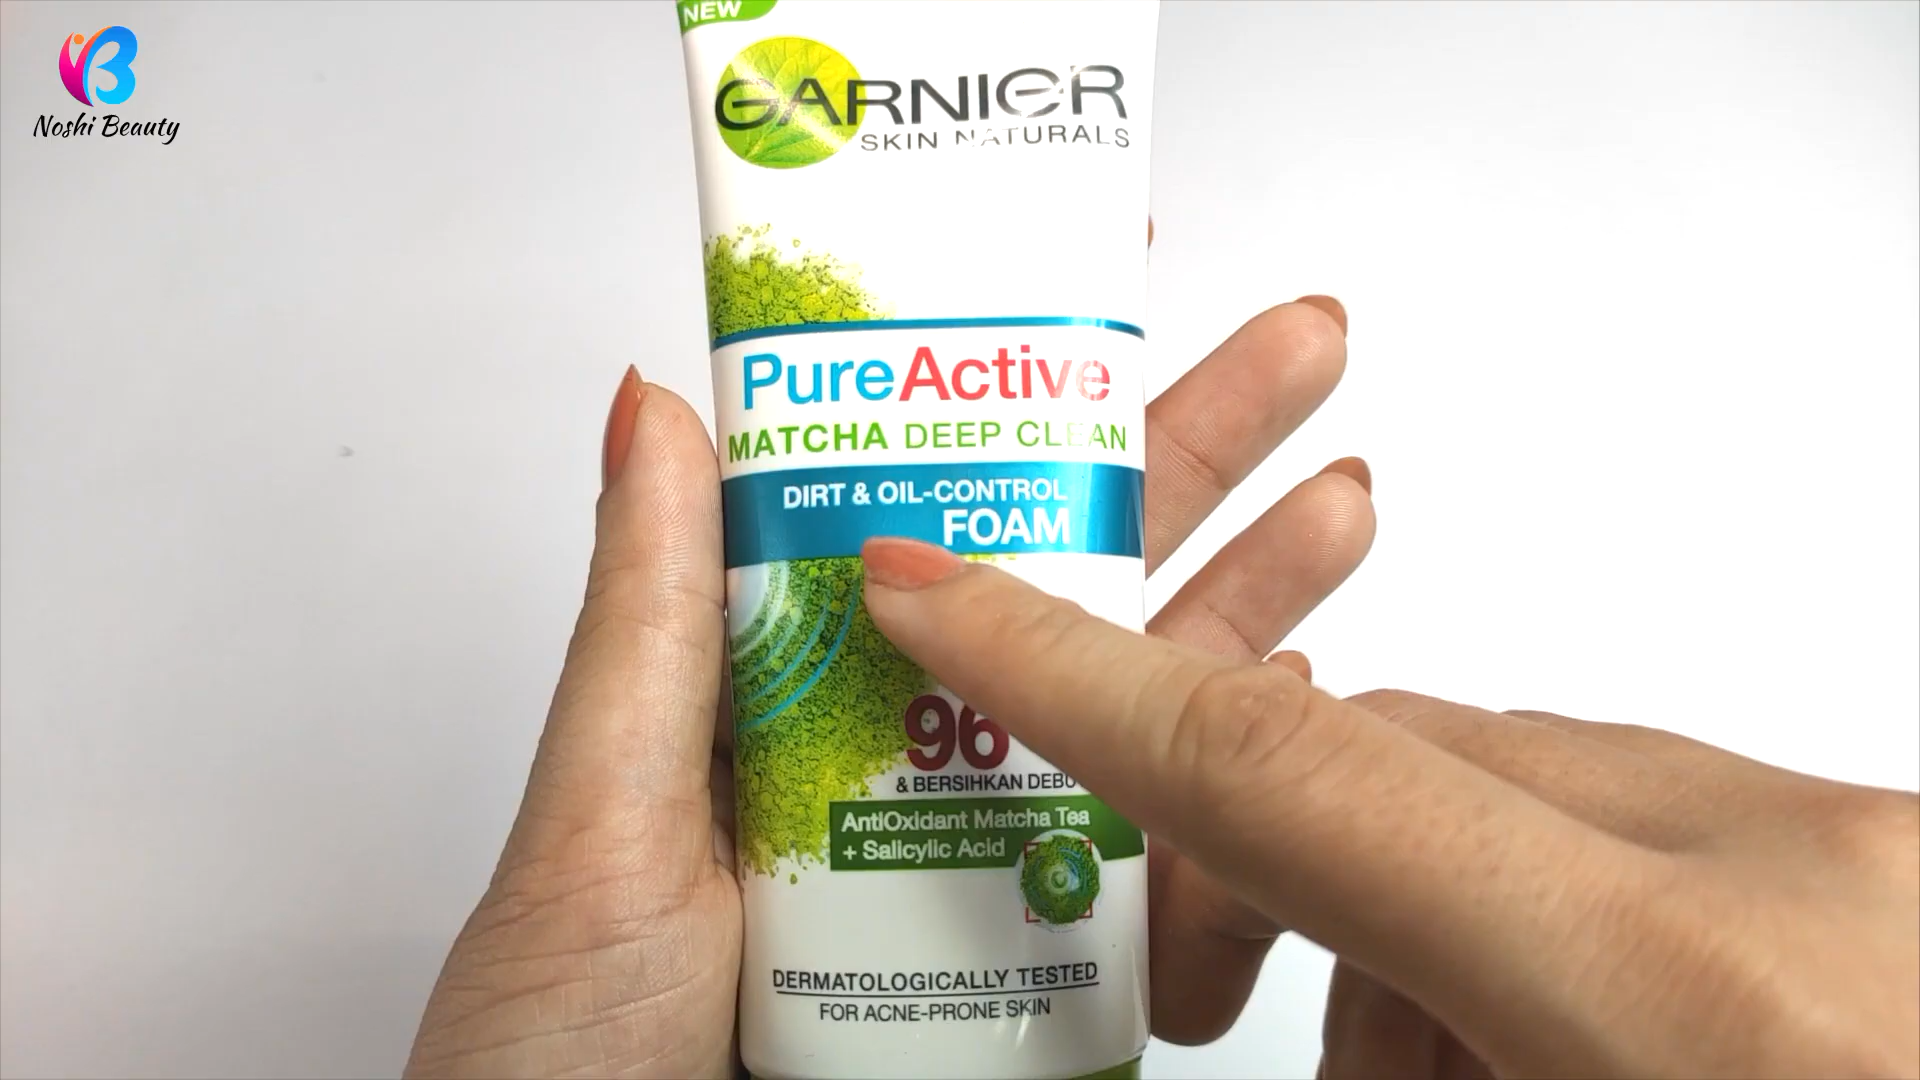 Noshi Beauty
NEW
GARNIER
SKIN NATURALS
PureActive
MATCHA DEEP CLEAN
DIRT & OIL-CONTROL
FOAM
96
& BERSIHKAN DEBU
AntiOxidant Matcha Tea
+ Salicylic Acid
DERMATOLOGICALLY TESTED
FOR ACNE-PRONE SKIN